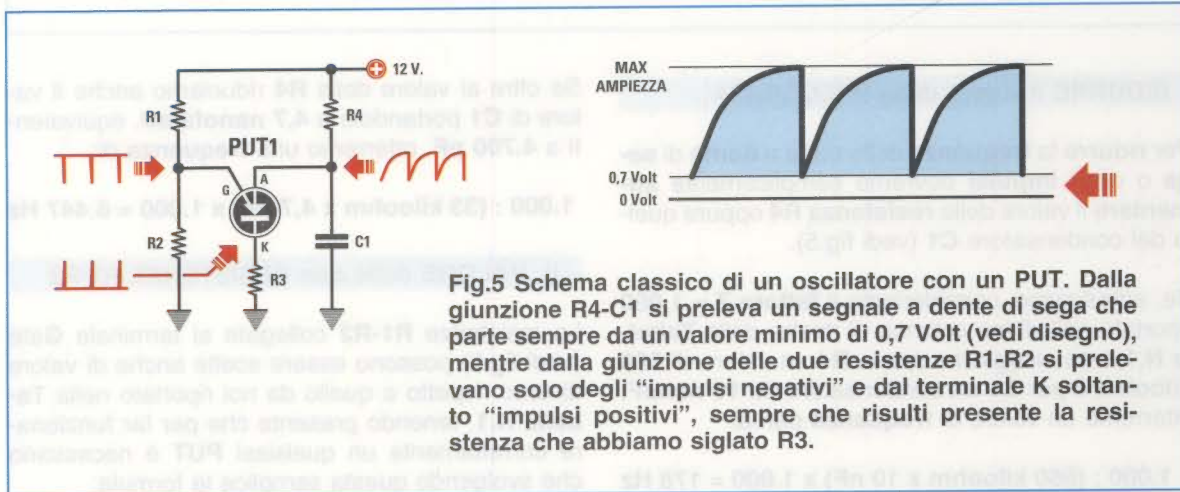 12 V.
R1
R4
PUT1
G
A
R2
K
C1
R3
MAX
AMPIEZZA
0,7 Volt
0 Volt
Fig.5 Schema classico di un oscillatore con un PUT. Dalla
giunzione R4-C1 si preleva un segnale a dente di sega che
parte sempre da un valore minimo di 0,7 Volt (vedi disegno),
mentre dalla giunzione delle due resistenze R1-R2 si prele-
vano solo degli “impulsi negativi” e dal terminale K soltan-
to “impulsi positivi”, sempre che risulti presente la resi-
stenza che abbiamo siglato R3.